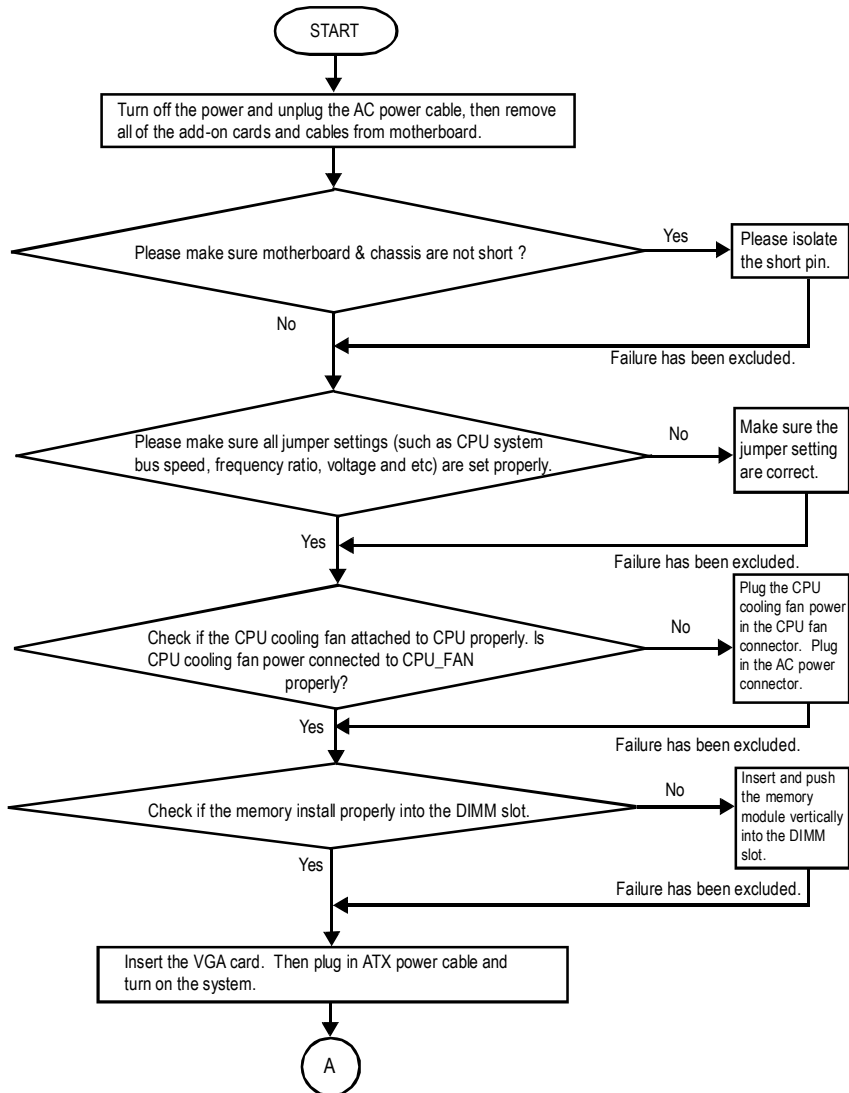 START
Turn off the power and unplug the AC power cable, then remove
all of the add-on cards and cables from motherboard.
Please make sure motherboard & chassis are not short ?
Yes
Please isolate
the short pin.
No
Failure has been excluded.
Please make sure all jumper settings (such as CPU system
bus speed, frequency ratio, voltage and etc) are set properly.
No
Make sure the
jumper setting
are correct.
Yes
Failure has been excluded.
Check if the CPU cooling fan attached to CPU properly. Is
CPU cooling fan power connected to CPU_FAN
properly?
No
Plug the CPU
cooling fan power
in the CPU fan
connector. Plug
in the AC power
connector.
Yes
Failure has been excluded.
Check if the memory install properly into the DIMM slot.
No
Insert and push
the memory
module vertically
into the DIMM
slot.
Yes
Failure has been excluded.
Insert the VGA card. Then plug in ATX power cable and
turn on the system.
A